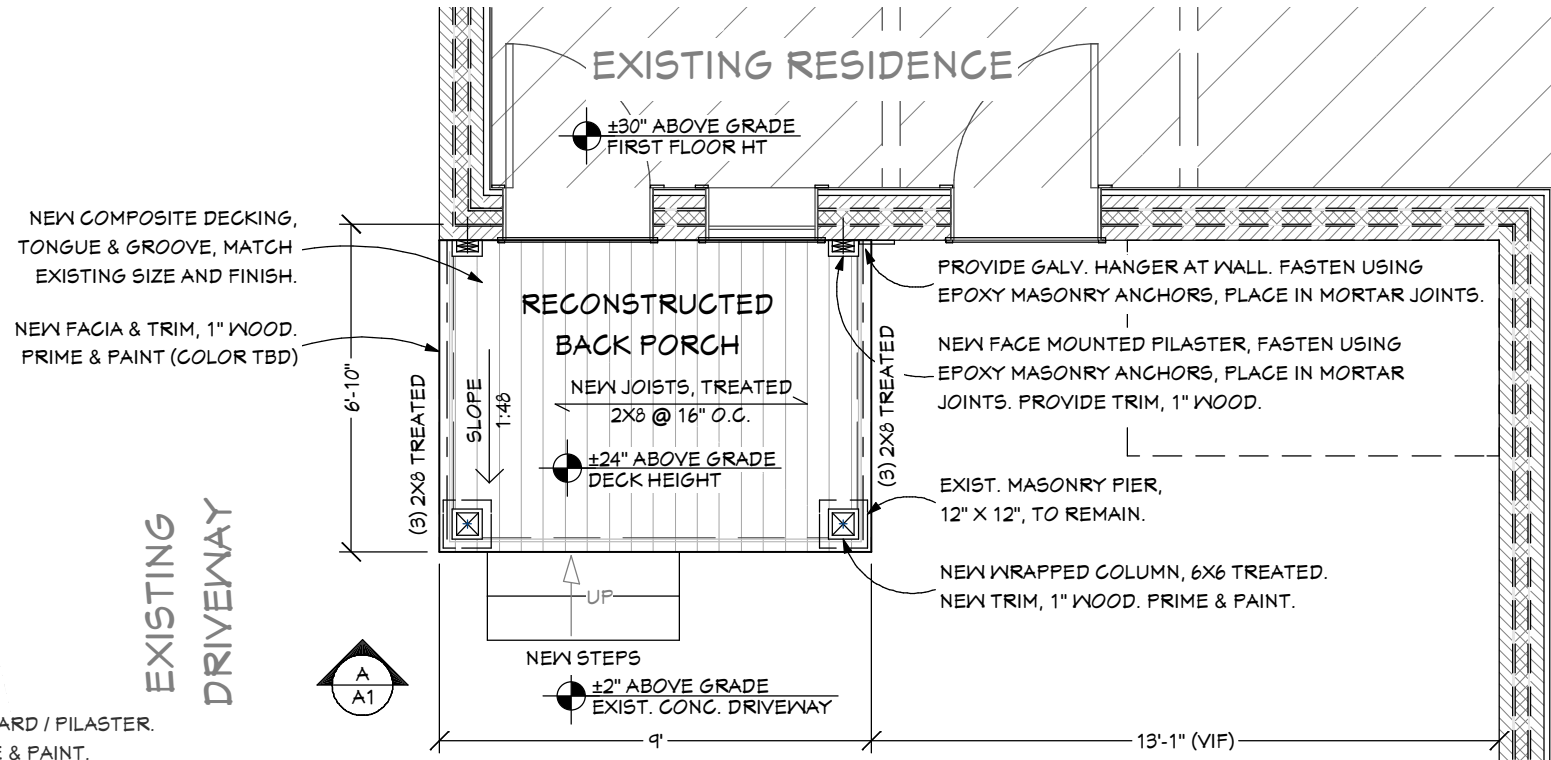 EXISTING RESIDENCE
±30" ABOVE GRADE
FIRST FLOOR HT
NEW COMPOSITE DECKING,
TONGUE & GROOVE, MATCH
EXISTING SIZE AND FINISH.
NEW FACIA & TRIM, 1" WOOD.
PRIME & PAINT (COLOR TBD)
6'-10"
(3) 2X8 TREATED
SLOPE
1:48
RECONSTRUCTED
BACK PORCH
NEW JOISTS, TREATED
2X8 @ 16" O.C.
±24" ABOVE GRADE
DECK HEIGHT
(3) 2X8 TREATED
PROVIDE GALV. HANGER AT WALL. FASTEN USING
EPOXY MASONRY ANCHORS, PLACE IN MORTAR JOINTS.
NEW FACE MOUNTED PILASTER, FASTEN USING
EPOXY MASONRY ANCHORS, PLACE IN MORTAR
JOINTS. PROVIDE TRIM, 1" WOOD.
EXIST. MASONRY PIER,
12" X 12", TO REMAIN.
NEW WRAPPED COLUMN, 6X6 TREATED.
NEW TRIM, 1" WOOD. PRIME & PAINT.
EXISTING
DRIVEWAY
UP
NEW STEPS
±2" ABOVE GRADE
EXIST. CONC. DRIVEWAY
A
A1
ARD / PILASTER.
& PAINT.
9'
13'-1" (VIF)